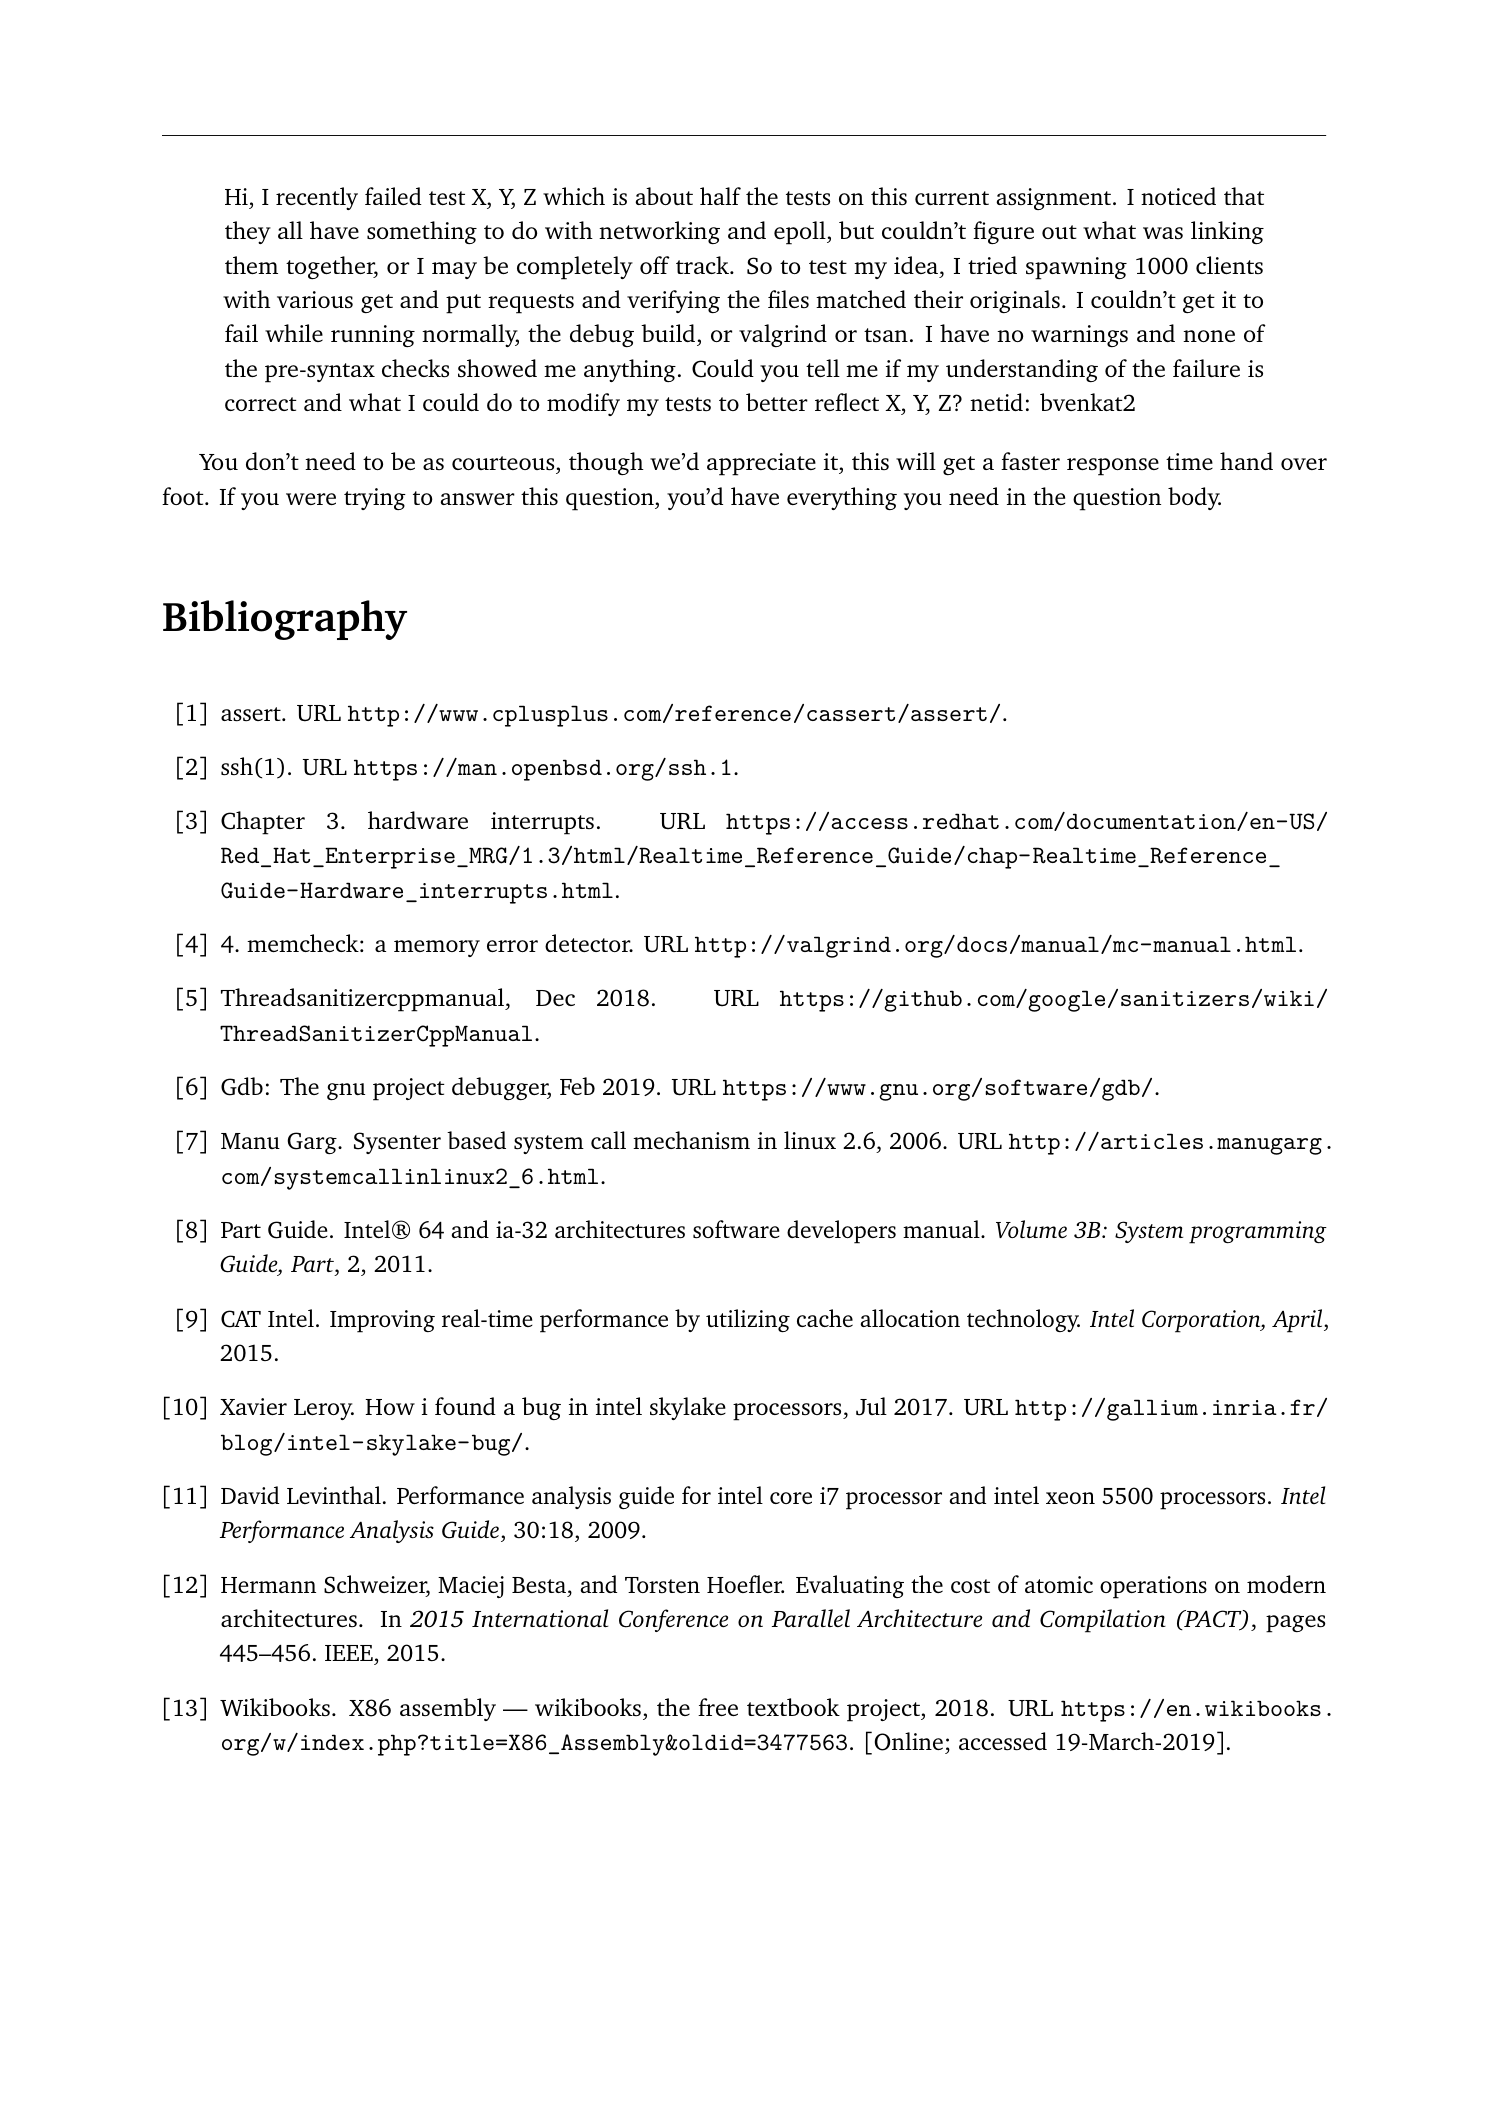 Hi, I recently failed test X, Y, Z which is about half the tests on this current assignment. I noticed that
they all have something to do with networking and epoll, but couldn't figure out what was linking
them together, or I may be completely off track. So to test my idea, I tried spawning 1000 clients
with various get and put requests and verifying the files matched their originals. I couldn't get it to
fail while running normally, the debug build, or valgrind or tsan. I have no warnings and none of
the pre-syntax checks showed me anything. Could you tell me if my understanding of the failure is
correct and what I could do to modify my tests to better reflect X, Y, Z? netid: bvenkat2
You don't need to be as courteous, though we'd appreciate it, this will get a faster response time hand over
foot. If you were trying to answer this question, you'd have everything you need in the question body.
Bibliography
[1] assert. URL http://www.cplusplus.com/reference/cassert/assert/.
[2] ssh(1). URL https://man.openbsd.org/ssh.1.
[3] Chapter 3. hardware interrupts. URL https://access.redhat.com/documentation/en-US/
Red_Hat_Enterprise_MRG/1.3/html/Realtime_Reference_Guide/chap-Realtime_Reference_
Guide-Hardware_interrupts.html.
[4] 4. memcheck: a memory error detector. URL http://valgrind.org/docs/manual/mc-manual.html.
[5] Threadsanitizercppmanual, Dec 2018. URL https://github.com/google/sanitizers/wiki/
ThreadSanitizerCppManual.
[6] Gdb: The gnu project debugger, Feb 2019. URL https://www.gnu.org/software/gdb/.
[7] Manu Garg. Sysenter based system call mechanism in linux 2.6, 2006. URL http://articles.manugarg.
com/systemcallinlinux2_6.html.
[8] Part Guide. Intel® 64 and ia-32 architectures software developers manual. Volume 3B: System programming
Guide, Part, 2, 2011.
[9] CAT Intel. Improving real-time performance by utilizing cache allocation technology. Intel Corporation, April,
2015.
[10] Xavier Leroy. How i found a bug in intel skylake processors, Jul 2017. URL http://gallium.inria.fr/
blog/intel-skylake-bug/.
[11] David Levinthal. Performance analysis guide for intel core i7 processor and intel xeon 5500 processors. Intel
Performance Analysis Guide, 30:18, 2009.
[12] Hermann Schweizer, Maciej Besta, and Torsten Hoefler. Evaluating the cost of atomic operations on modern
architectures. In 2015 International Conference on Parallel Architecture and Compilation (PACT), pages
445–456. IEEE, 2015.
[13] Wikibooks. X86 assembly — wikibooks, the free textbook project, 2018. URL https://en.wikibooks.
org/w/index.php?title=X86_Assembly&oldid=3477563. [Online; accessed 19-March-2019].